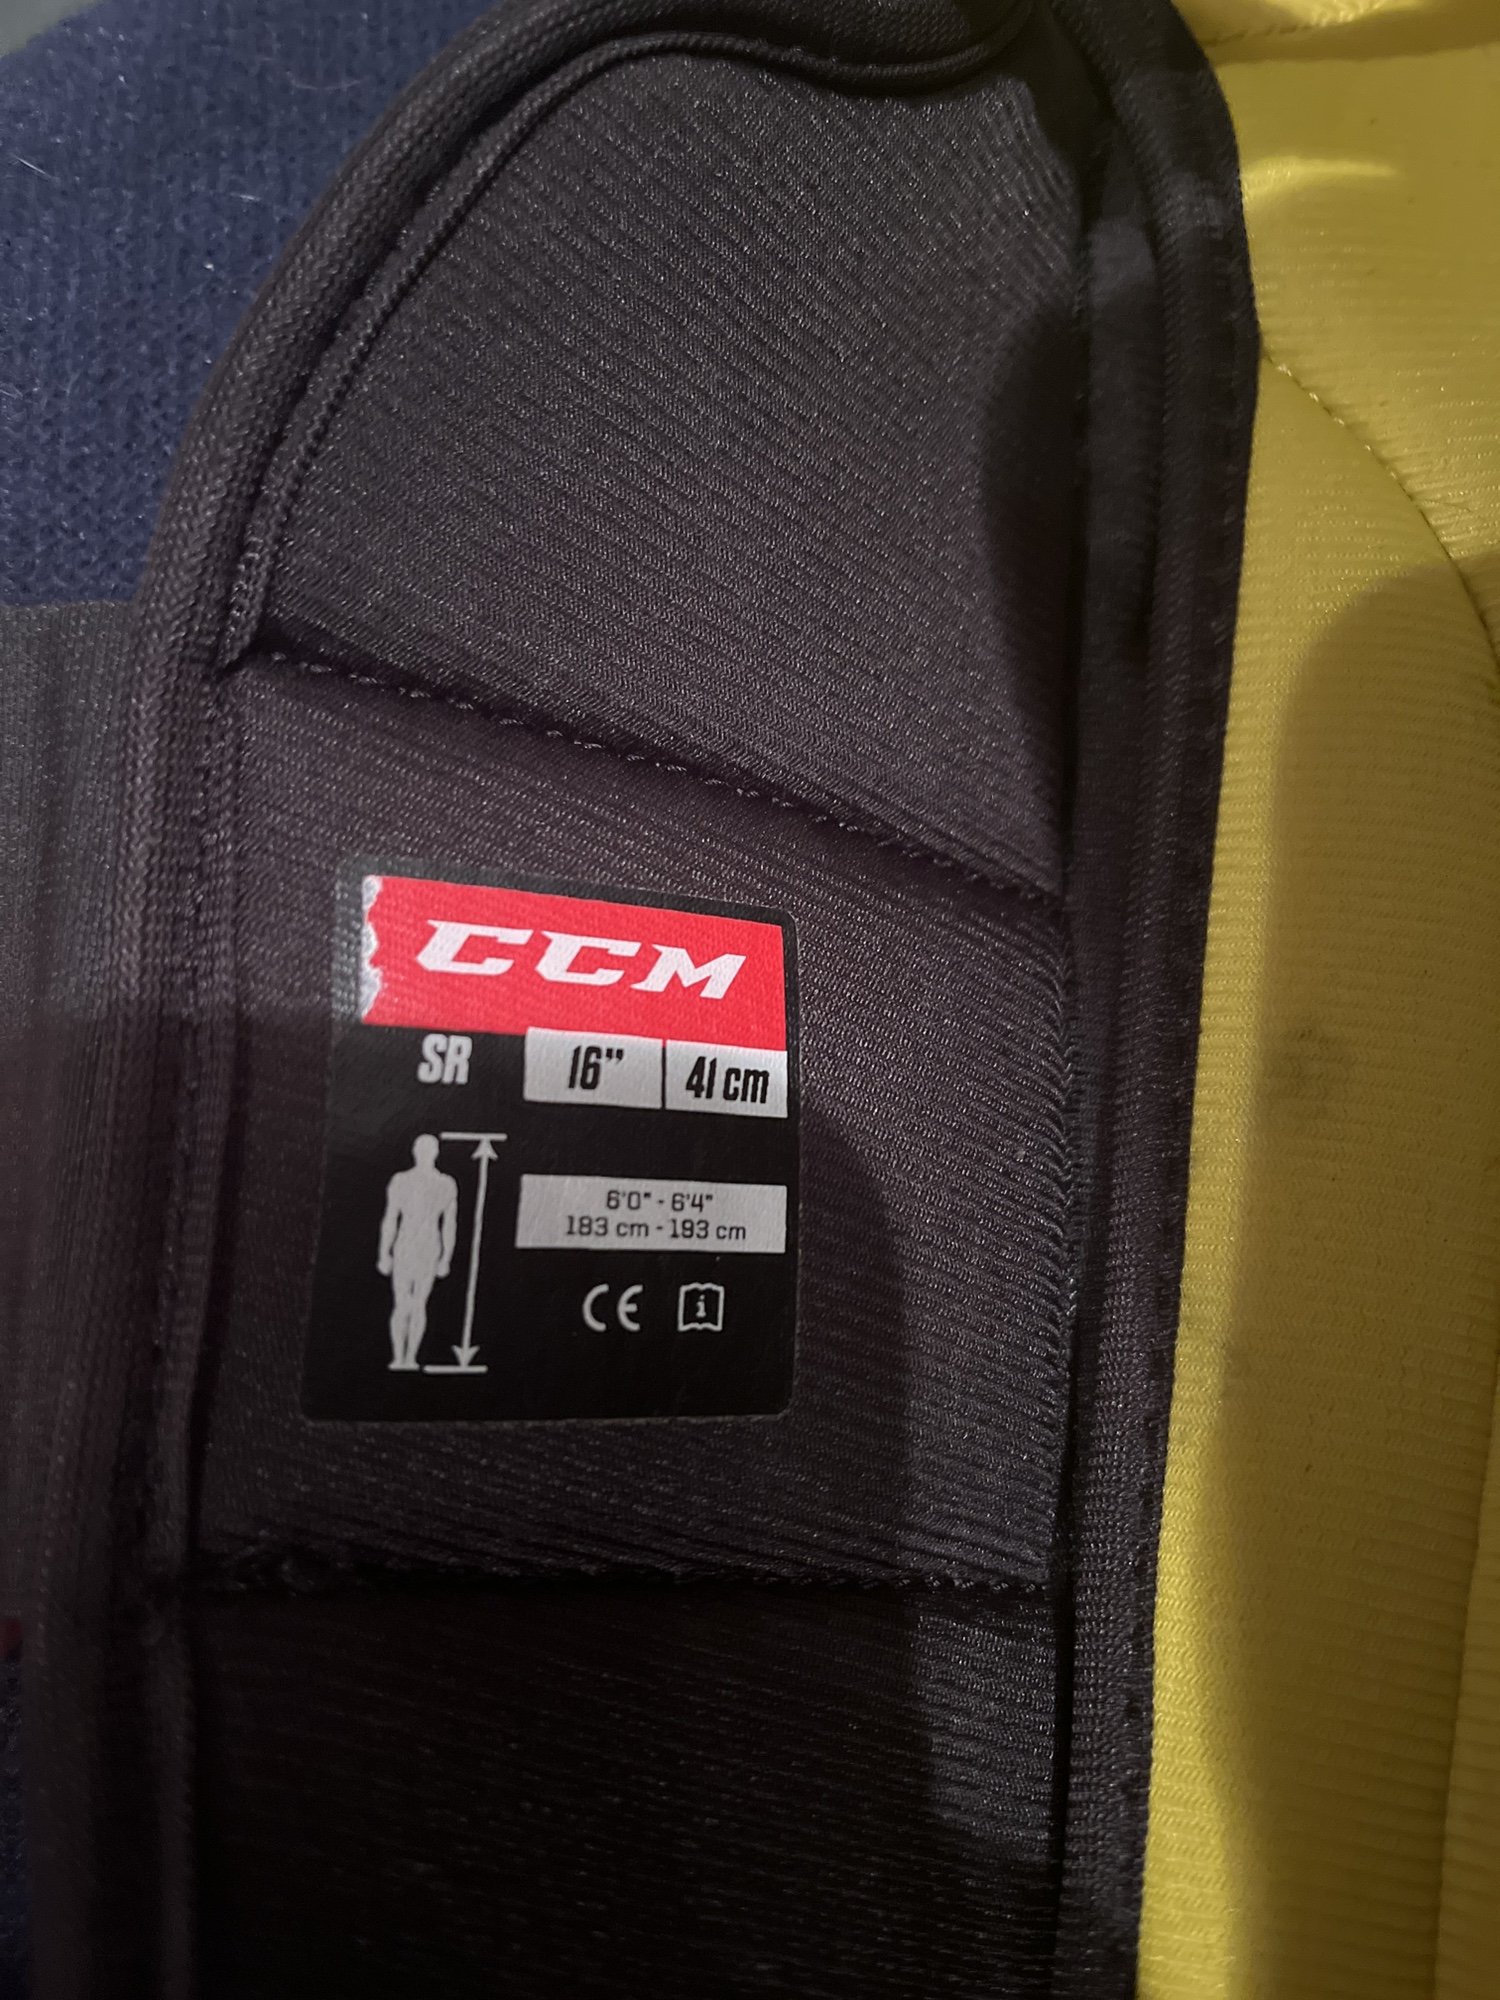 CCM
SR 16" 41 cm
6'0" - 6'4"
183 cm - 193 cm
CE i